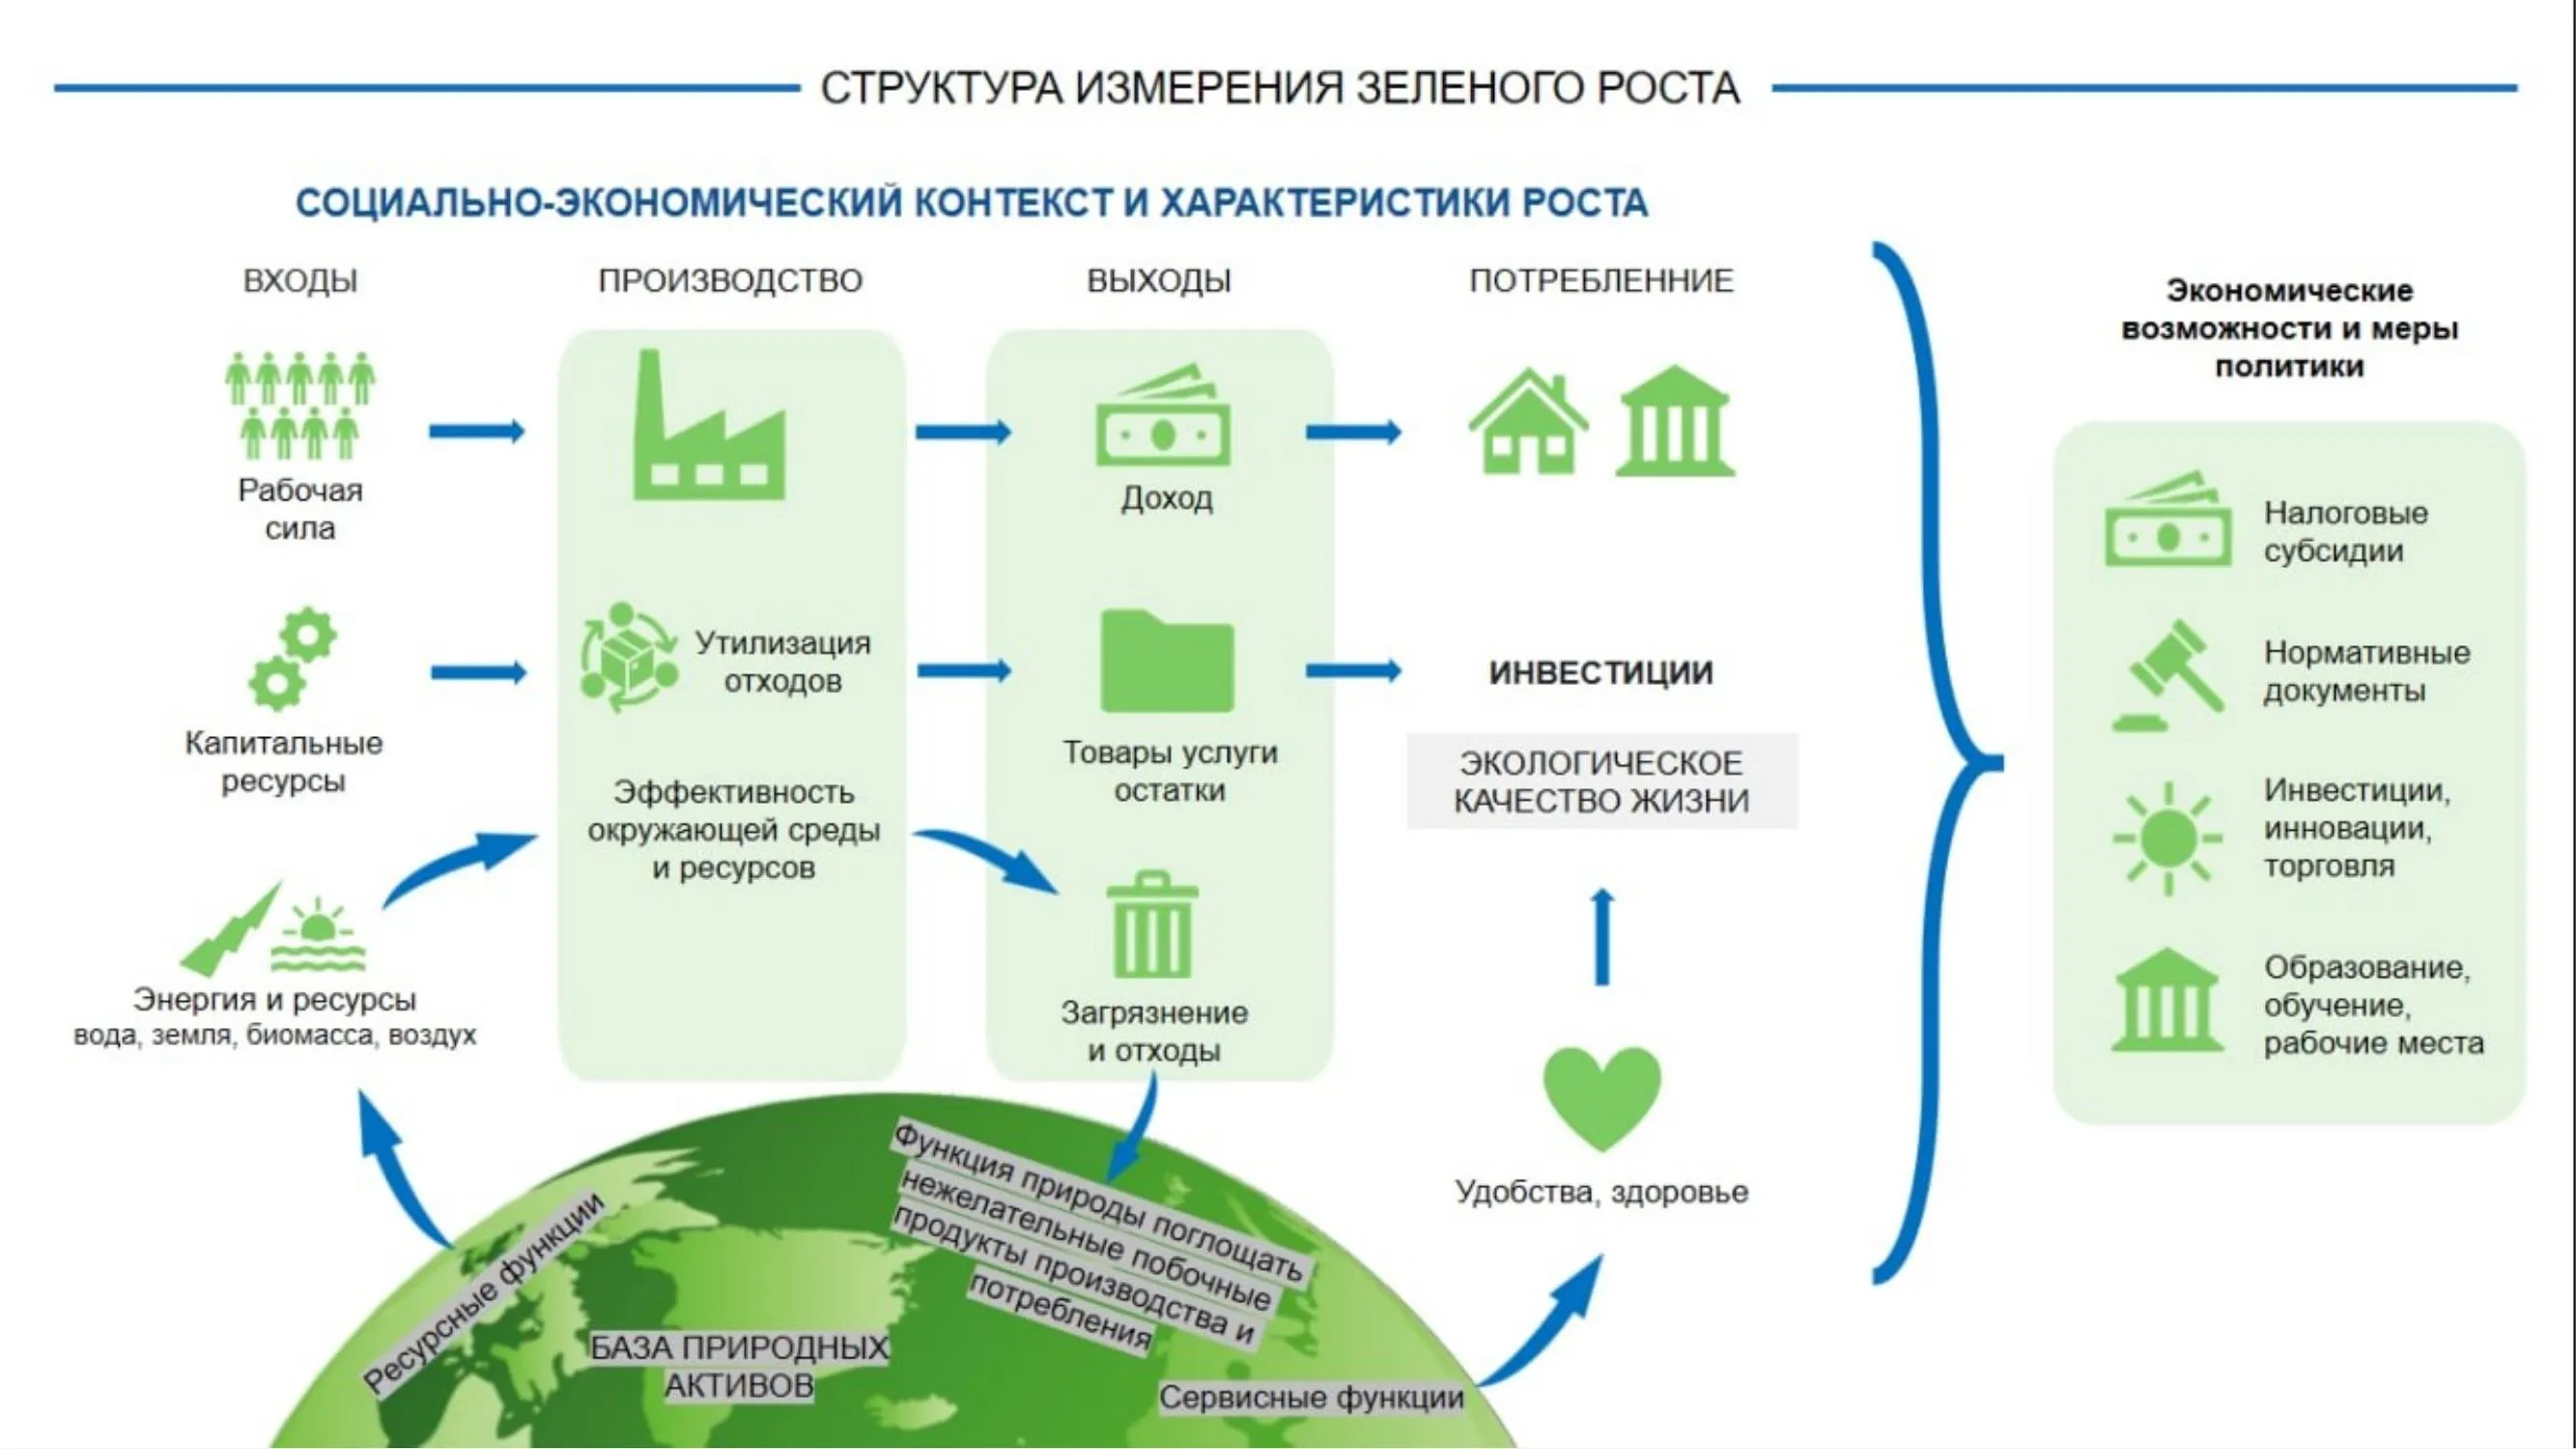 СТРУКТУРА ИЗМЕРЕНИЯ ЗЕЛЕНОГО РОСТА
СОЦИАЛЬНО-ЭКОНОМИЧЕСКИЙ КОНТЕКСТ И ХАРАКТЕРИСТИКИ РОСТА
ВХОДЫ
Рабочая
сила
Капитальные
ресурсы
Энергия и ресурсы
вода, земля, биомасса, воздух
ПРОИЗВОДСТВО
Утилизация
отходов
Эффективность
окружающей среды
и ресурсов
ВЫХОДЫ
Доход
Товары услуги
остатки
Загрязнение
и отходы
ПОТРЕБЛЕННИЕ
ИНВЕСТИЦИИ
ЭКОЛОГИЧЕСКОЕ
КАЧЕСТВО ЖИЗНИ
Удобства, здоровье
Ресурсные функции
БАЗА ПРИРОДНЫХ
АКТИВОВ
Функция природы поглощать
нежелательные побочные
продукты производства и
потребления
Сервисные функции
Экономические
возможности и меры
политики
Налоговые
субсидии
Нормативные
документы
Инвестиции,
инновации,
торговля
Образование,
обучение,
рабочие места